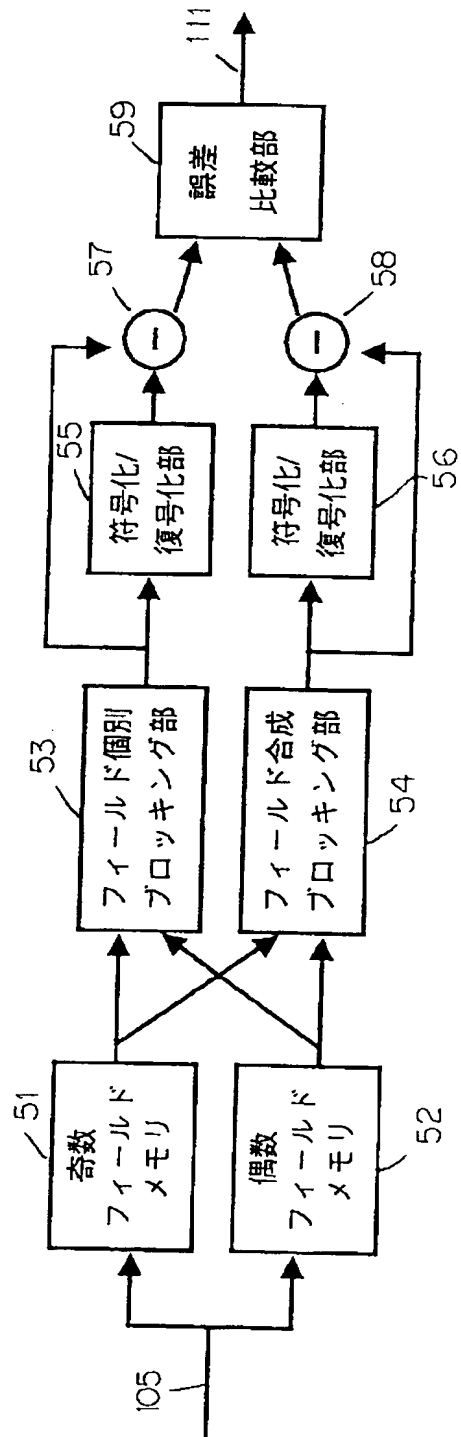 105
51
奇数
フィールド
メモリ
52
偶数
フィールド
メモリ
53
フィールド個別
ブロッキング部
54
フィールド合成
ブロッキング部
55
符号化/
復号化部
56
符号化/
復号化部
57
−
58
−
59
誤差
比較部
111